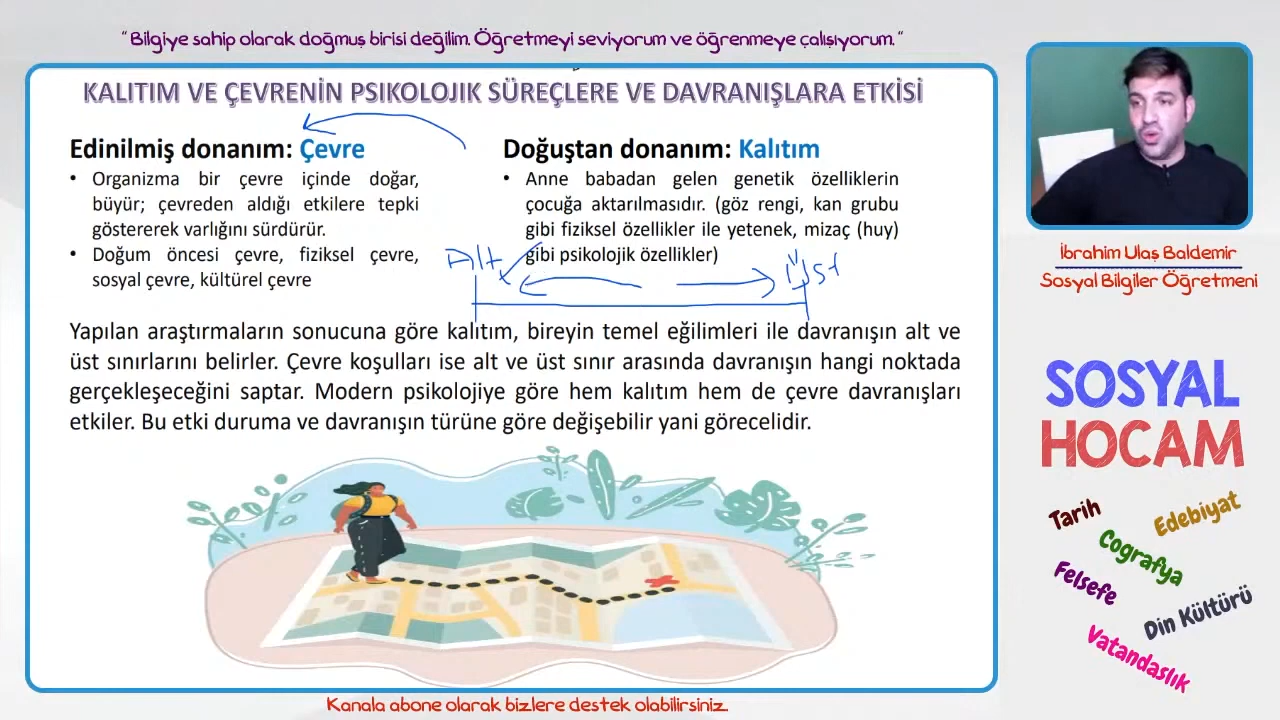 “ Bilgiye sahip olarak doğmuş birisi değilim. Öğretmeyi seviyorum ve öğrenmeye çalışıyorum.”
KALITIM VE ÇEVRENİN PSIKOLOJIK SÜREÇLERE VE DAVRANIŞLARA ETKİSİ
Edinilmiş donanım: Çevre
• Organizma bir çevre içinde doğar,
büyür; çevreden aldığı etkilere tepki
göstererek varlığını sürdürür.
• Doğum öncesi çevre, fiziksel çevre,
sosyal çevre, kültürel çevre
Doğuştan donanım: Kalıtım
• Anne babadan gelen genetik özelliklerin
çocuğa aktarılmasıdır. (göz rengi, kan grubu
gibi fiziksel özellikler ile yetenek, mizaç (huy)
gibi psikolojik özellikler)
Alt
Üst
Yapılan araştırmaların sonucuna göre kalıtım, bireyin temel eğilimleri ile davranışın alt ve
üst sınırlarını belirler. Çevre koşulları ise alt ve üst sınır arasında davranışın hangi noktada
gerçekleşeceğini saptar. Modern psikolojiye göre hem kalıtım hem de çevre davranışları
etkiler. Bu etki duruma ve davranışın türüne göre değişebilir yani görecelidir.
İbrahim Ulaş Baldemir
Sosyal Bilgiler Öğretmeni
SOSYAL
HOCAM
Tarih
Edebiyat
Coğrafya
Felsefe
Din Kültürü
Vatandaslık
Kanala abone olarak bizlere destek olabilirsiniz.